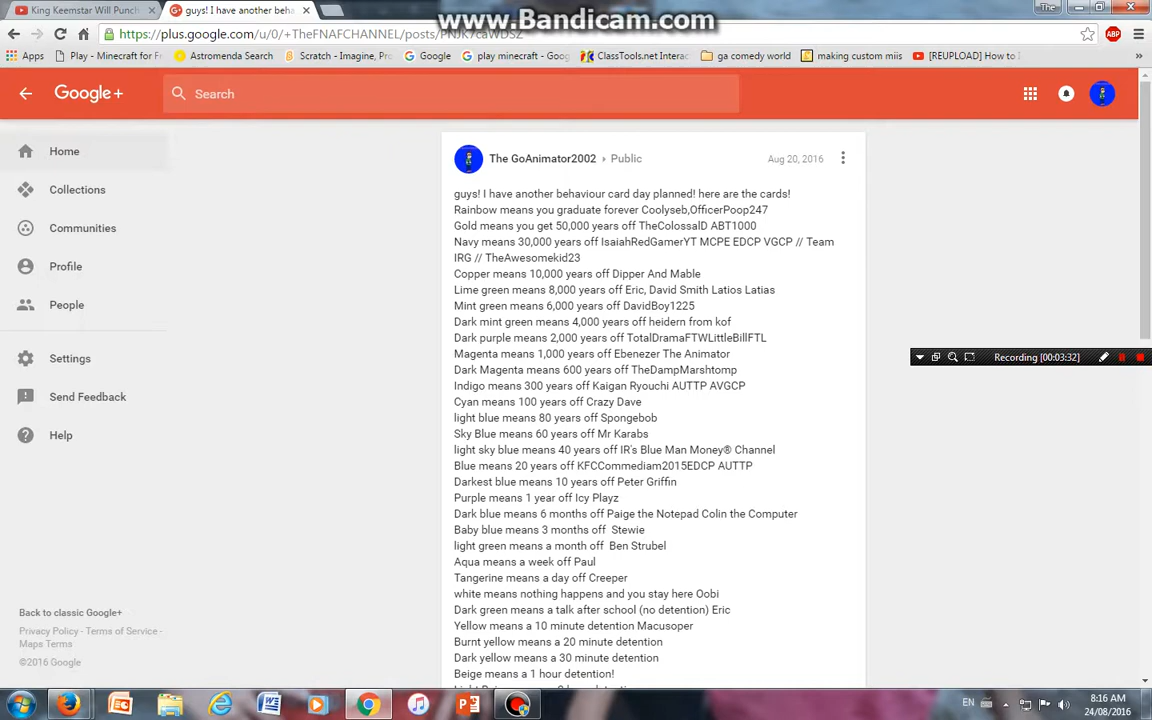 www.Bandicam.com
King Keemstar Will Punch
guys! I have another beha
The
https://plus.google.com/u/0/+TheFNAFCHANNEL/posts/PNJK7caWDSZ
ABP
Apps
Play - Minecraft for F
Astromenda Search
Scratch - Imagine, Pro
Google
play minecraft - Goog
ClassTools.net Interac
ga comedy world
making custom miis
[REUPLOAD] How to I
Google+
Search
Home
Collections
Communities
Profile
People
Settings
Send Feedback
Help
The GoAnimator2002 › Public
Aug 20, 2016
guys! I have another behaviour card day planned! here are the cards!
Rainbow means you graduate forever Coolyseb,OfficerPoop247
Gold means you get 50,000 years off TheColossalD ABT1000
Navy means 30,000 years off IsaiahRedGamerYT MCPE EDCP VGCP // Team
IRG // TheAwesomekid23
Copper means 10,000 years off Dipper And Mable
Lime green means 8,000 years off Eric, David Smith Latios Latias
Mint green means 6,000 years off DavidBoy1225
Dark mint green means 4,000 years off heidern from kof
Dark purple means 2,000 years off TotalDramaFTWLittleBillFTL
Magenta means 1,000 years off Ebenezer The Animator
Dark Magenta means 600 years off TheDampMarshtomp
Indigo means 300 years off Kaigan Ryouchi AUTTP AVGCP
Cyan means 100 years off Crazy Dave
light blue means 80 years off Spongebob
Sky Blue means 60 years off Mr Karabs
light sky blue means 40 years off IR's Blue Man Money® Channel
Blue means 20 years off KFCCommediam2015EDCP AUTTP
Darkest blue means 10 years off Peter Griffin
Purple means 1 year off Icy Playz
Dark blue means 6 months off Paige the Notepad Colin the Computer
Baby blue means 3 months off  Stewie
light green means a month off  Ben Strubel
Aqua means a week off Paul
Tangerine means a day off Creeper
white means nothing happens and you stay here Oobi
Dark green means a talk after school (no detention) Eric
Yellow means a 10 minute detention Macusoper
Burnt yellow means a 20 minute detention
Dark yellow means a 30 minute detention
Beige means a 1 hour detention!
Recording [00:03:32]
Back to classic Google+
Privacy Policy - Terms of Service -
Maps Terms
©2016 Google
EN
8:16 AM
24/08/2016